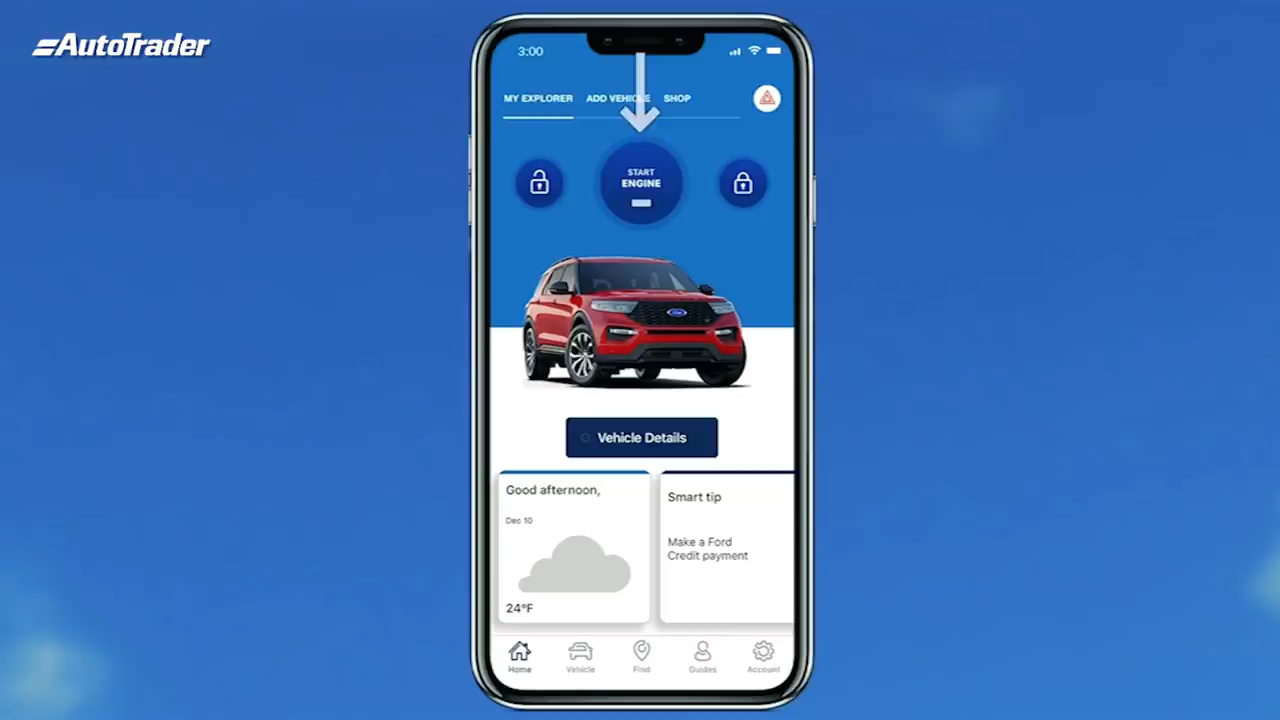 AutoTrader
3:00
MY EXPLORER ADD VEHICLE SHOP
START
ENGINE
Ford
Vehicle Details
Good afternoon,
Dec 10
24°F
Smart tip
Make a Ford
Credit payment
Home Vehicle Find Guides Account